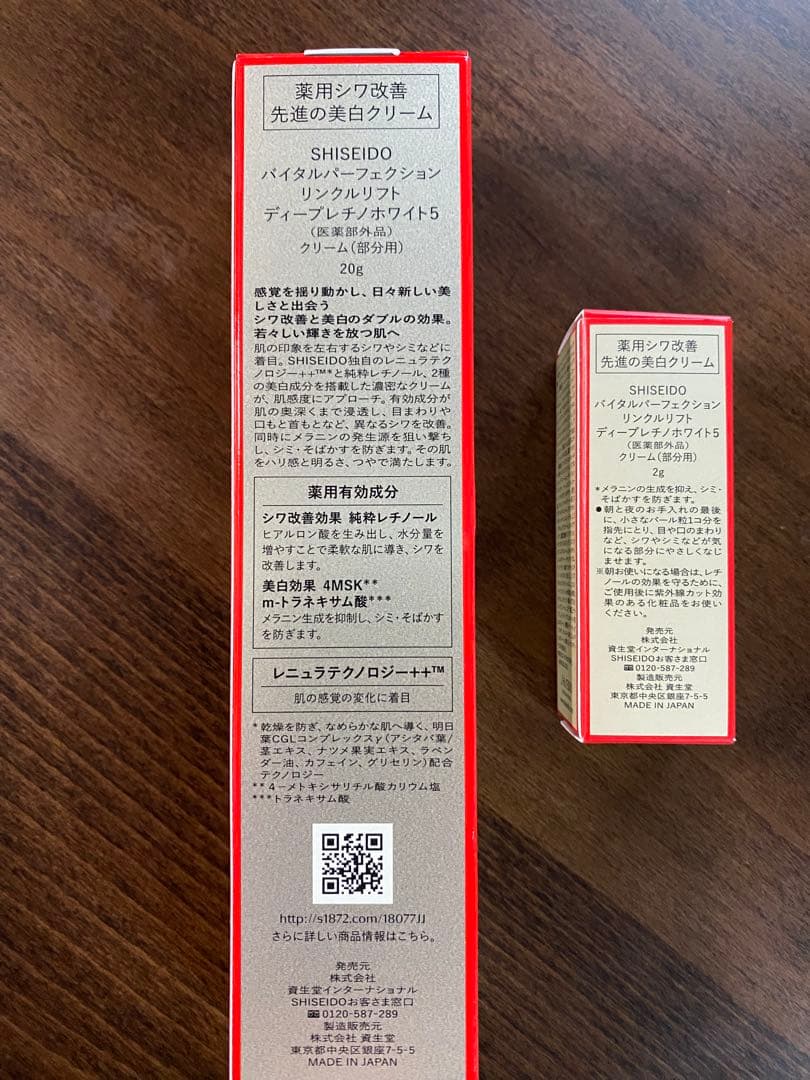 薬用シワ改善
先進の美白クリーム
SHISEIDO
バイタルパーフェクション
リンクルリフト
ディープレチノホワイト5
（医薬部外品）
クリーム（部分用）
20g
感覚を揺り動かし、日々新しい美
しさと出会う
シワ改善と美白のダブルの効果。
若々しい輝きを放つ肌へ
肌の印象を左右するシワやシミなどに
着目。SHISEIDO独自のレニュラテク
ノロジー++™*と純粋レチノール、2種
の美白成分を搭載した濃密なクリーム
が、肌感度にアプローチ。有効成分が
肌の奥深くまで浸透し、目まわりや
口もと首もとなど、異なるシワを改善。
同時にメラニンの発生源を狙い撃ち
し、シミ・そばかすを防ぎます。その肌
をハリ感と明るさ、つやで満たします。
薬用有効成分
シワ改善効果 純粋レチノール
ヒアルロン酸を生み出し、水分量を
増やすことで柔軟な肌に導き、シワを
改善します。
美白効果 4MSK**
m-トラネキサム酸***
メラニン生成を抑制し、シミ・そばかす
を防ぎます。
レニュラテクノロジー++™
肌の感覚の変化に着目
*乾燥を防ぎ、なめらかな肌へ導く、明日
葉CGLコンプレックスγ（アシタバ葉/
茎エキス、ナツメ果実エキス、ラベン
ダー油、カフェイン、グリセリン）配合
テクノロジー
**4－メトキシサリチル酸カリウム塩
***トラネキサム酸
http://s1872.com/18077JJ
さらに詳しい商品情報はこちら。
発売元
株式会社
資生堂インターナショナル
SHISEIDOお客さま窓口
0120-587-289
製造販売元
株式会社 資生堂
東京都中央区銀座7-5-5
MADE IN JAPAN
薬用シワ改善
先進の美白クリーム
SHISEIDO
バイタルパーフェクション
リンクルリフト
ディープレチノホワイト5
（医薬部外品）
クリーム（部分用）
2g
*メラニンの生成を抑え、シミ・
そばかすを防ぎます。
●朝と夜のお手入れの最後
に、小さなパール粒1コ分を
指先にとり、目や口のまわり
など、シワやシミなどが気
になる部分にやさしくなじ
ませます。
※朝お使いになる場合は、レチ
ノールの効果を守るために、
ご使用後に紫外線カット効
果のある化粧品をお使い
ください。
発売元
株式会社
資生堂インターナショナル
SHISEIDOお客さま窓口
0120-587-289
製造販売元
株式会社 資生堂
東京都中央区銀座7-5-5
MADE IN JAPAN